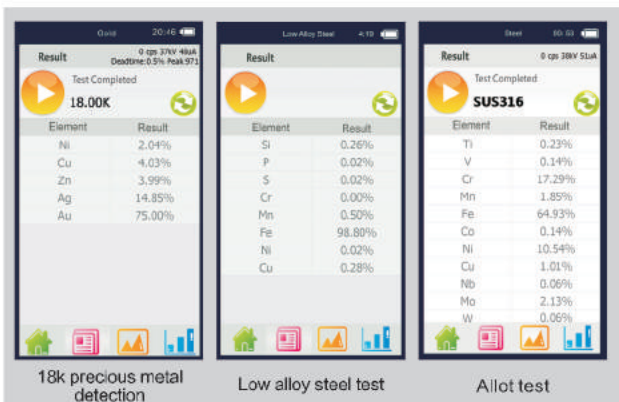 Gold 20:46
Result 0 cps 37kV 48uA
Deadtime:0.5% Peak:971
Test Completed
18.00K
Element Result
Ni 2.04%
Cu 4.03%
Zn 3.99%
Ag 14.85%
Au 75.00%
18k precious metal
detection
Low Alloy Steel 4:19
Result
Element Result
Si 0.26%
P 0.02%
S 0.02%
Cr 0.00%
Mn 0.50%
Fe 98.80%
Ni 0.02%
Cu 0.28%
Low alloy steel test
Steel
Result 0 cps 38kV 51uA
Test Completed
SUS316
Element Result
Ti 0.23%
V 0.14%
Cr 17.29%
Mn 1.85%
Fe 64.93%
Co 0.14%
Ni 10.54%
Cu 1.01%
Nb 0.06%
Mo 2.13%
W 0.06%
Allot test